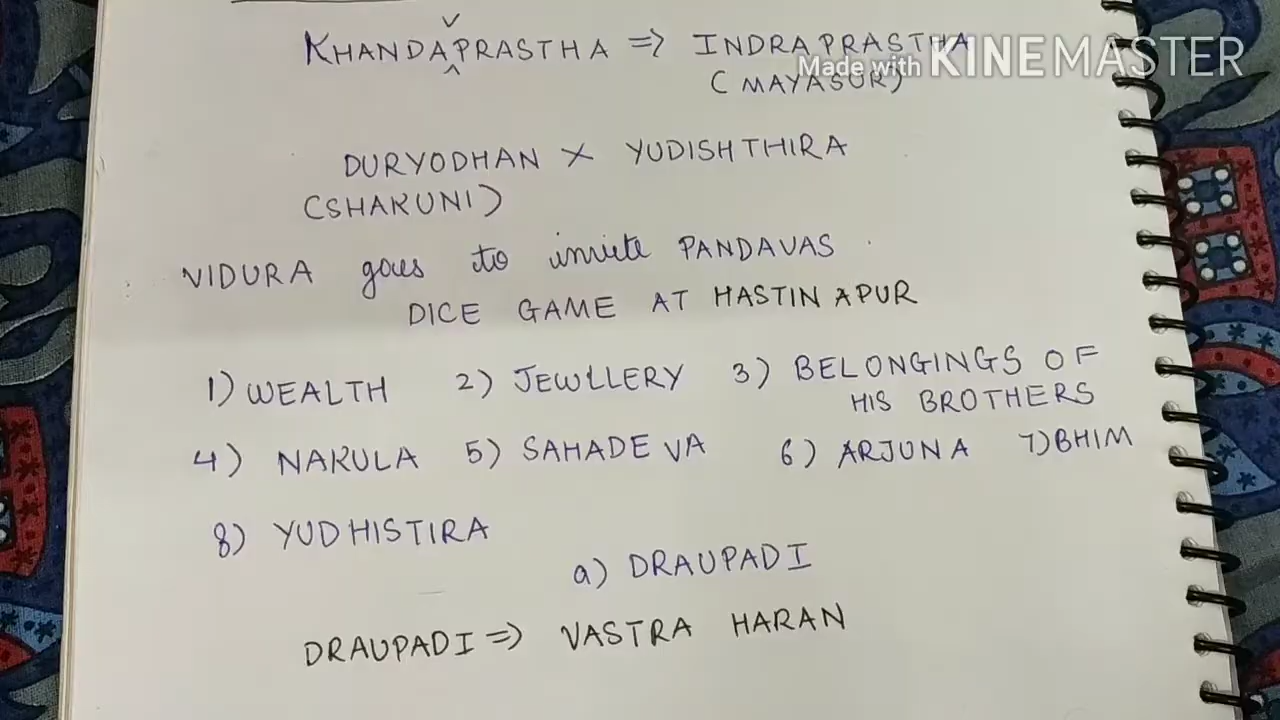 KHANDAVPRASTHA => INDRAPRASTHA
Made with KINEMASTER
(MAYASUR)
DURYODHAN X YUDISHTHIRA
(SHAKUNI)
VIDURA goes to invite PANDAVAS
DICE GAME AT HASTINAPUR
1) WEALTH 2) JEWLLERY 3) BELONGINGS OF
HIS BROTHERS
4) NAKULA 5) SAHADEVA 6) ARJUNA 7) BHIM
8) YUDHISTIRA
a) DRAUPADI
DRAUPADI => VASTRA HARAN